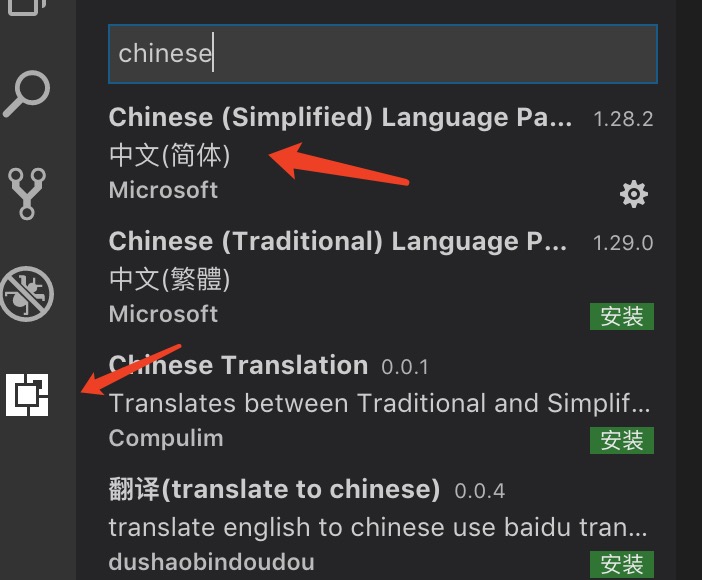 chinese
Chinese (Simplified) Language Pa... 1.28.2
中文(简体)
Microsoft
Chinese (Traditional) Language P... 1.29.0
中文(繁體)
Microsoft 安装
Chinese Translation 0.0.1
Translates between Traditional and Simplif...
Compulim 安装
翻译(translate to chinese) 0.0.4
translate english to chinese use baidu tran...
dushaobindoudou 安装